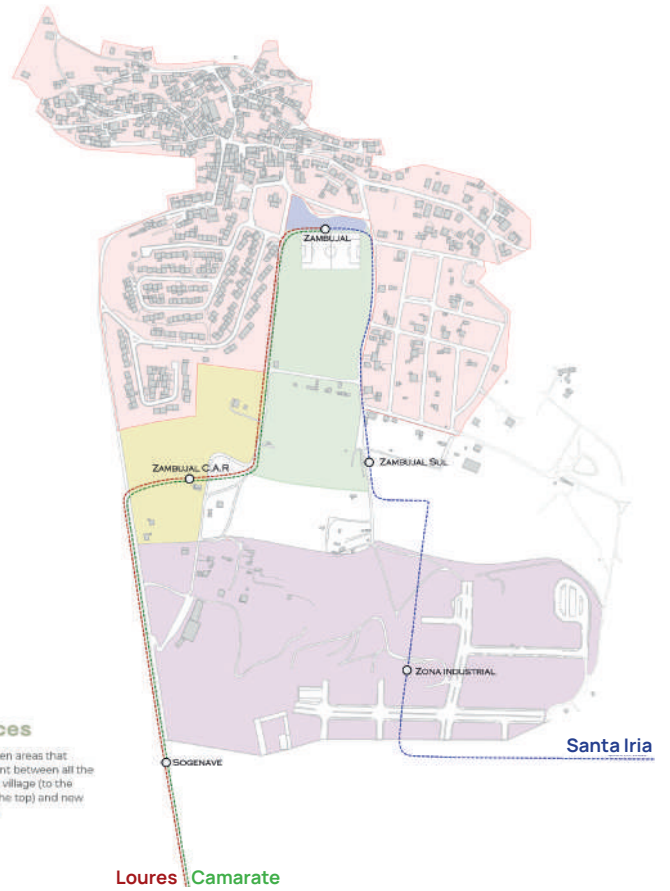 ZAMBUJAL
ZAMBUJAL C.A.R
ZAMBUJAL SUL
ZONA INDUSTRIAL
ces
en areas that
nt between all the
village (to the
he top) and new
SOGENAVE
Santa Iria
Loures Camarate